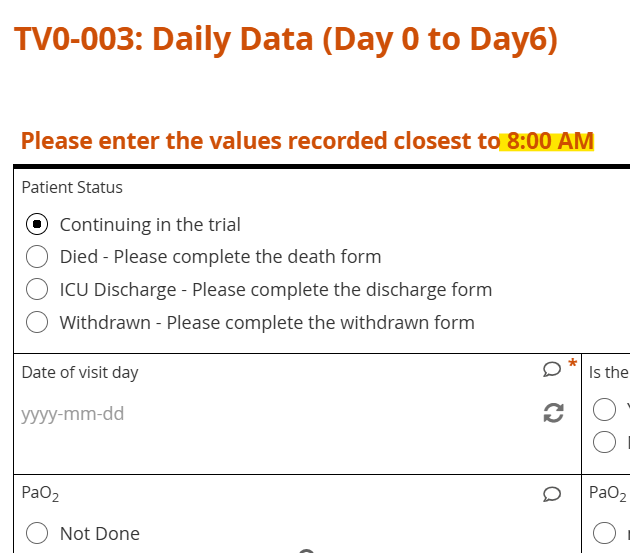 TV0-003: Daily Data (Day 0 to Day6)
Please enter the values recorded closest to 8:00 AM
Patient Status
Continuing in the trial
Died - Please complete the death form
ICU Discharge - Please complete the discharge form
Withdrawn - Please complete the withdrawn form
Date of visit day
*
Is the
yyyy-mm-dd
PaO₂
PaO₂
Not Done